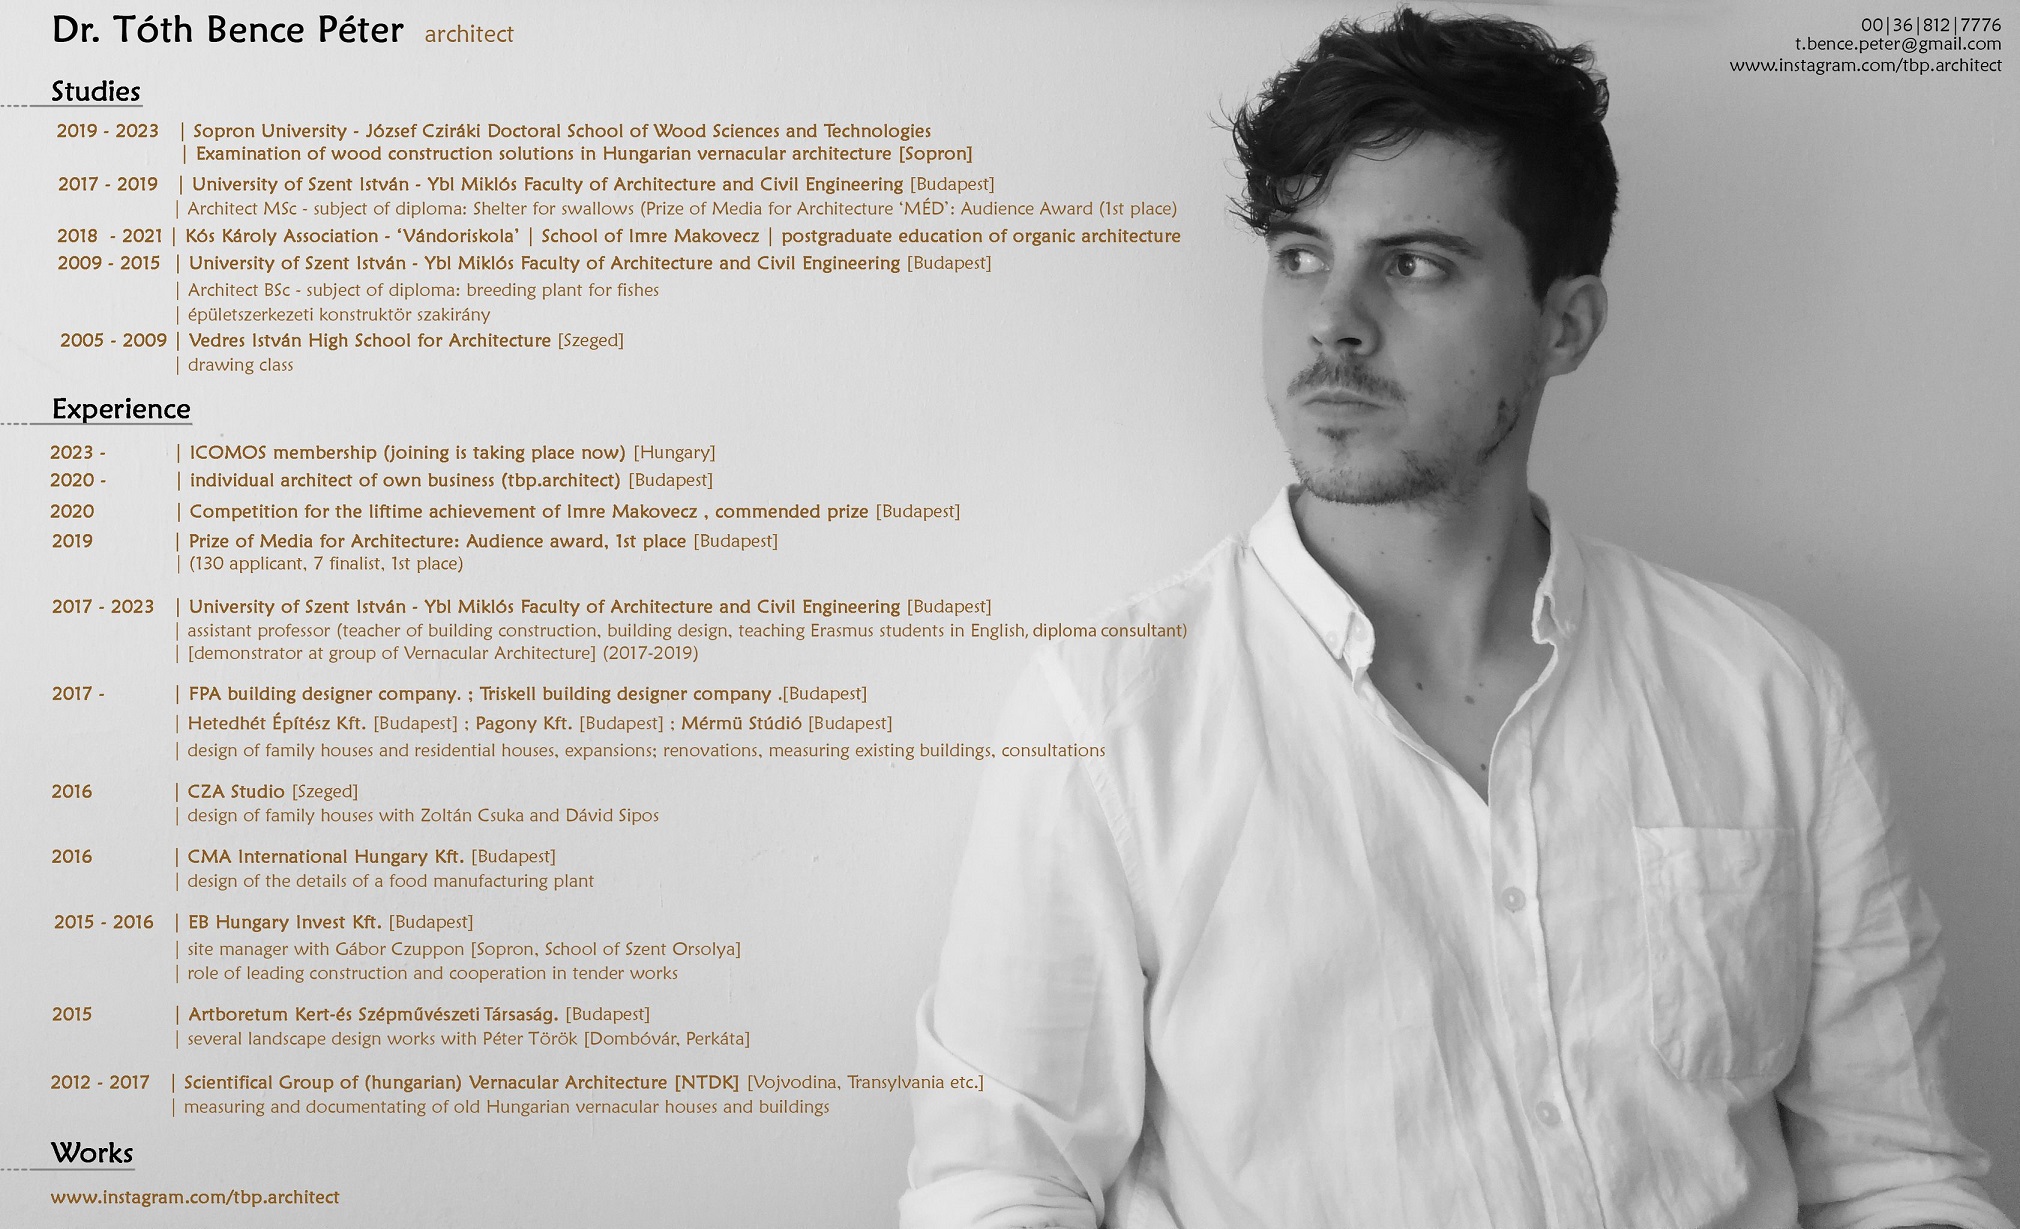 Dr. Tóth Bence Péter architect
00|36|812|7776
t.bence.peter@gmail.com
www.instagram.com/tbp.architect
Studies
2019 - 2023 | Sopron University - József Cziráki Doctoral School of Wood Sciences and Technologies
| Examination of wood construction solutions in Hungarian vernacular architecture [Sopron]
2017 - 2019 | University of Szent István - Ybl Miklós Faculty of Architecture and Civil Engineering [Budapest]
| Architect MSc - subject of diploma: Shelter for swallows (Prize of Media for Architecture ‘MÉD’: Audience Award (1st place)
2018 - 2021 | Kós Károly Association - ‘Vándoriskola’ | School of Imre Makovecz | postgraduate education of organic architecture
2009 - 2015 | University of Szent István - Ybl Miklós Faculty of Architecture and Civil Engineering [Budapest]
| Architect BSc - subject of diploma: breeding plant for fishes
| épületszerkezeti konstruktör szakirány
2005 - 2009 | Vedres István High School for Architecture [Szeged]
| drawing class
Experience
2023 - | ICOMOS membership (joining is taking place now) [Hungary]
2020 - | individual architect of own business (tbp.architect) [Budapest]
2020 | Competition for the liftime achievement of Imre Makovecz , commended prize [Budapest]
2019 | Prize of Media for Architecture: Audience award, 1st place [Budapest]
| (130 applicant, 7 finalist, 1st place)
2017 - 2023 | University of Szent István - Ybl Miklós Faculty of Architecture and Civil Engineering [Budapest]
| assistant professor (teacher of building construction, building design, teaching Erasmus students in English, diploma consultant)
| [demonstrator at group of Vernacular Architecture] (2017-2019)
2017 - | FPA building designer company. ; Triskell building designer company .[Budapest]
| Hetedhét Építész Kft. [Budapest] ; Pagony Kft. [Budapest] ; Mérmü Stúdió [Budapest]
| design of family houses and residential houses, expansions; renovations, measuring existing buildings, consultations
2016 | CZA Studio [Szeged]
| design of family houses with Zoltán Csuka and Dávid Sipos
2016 | CMA International Hungary Kft. [Budapest]
| design of the details of a food manufacturing plant
2015 - 2016 | EB Hungary Invest Kft. [Budapest]
| site manager with Gábor Czuppon [Sopron, School of Szent Orsolya]
| role of leading construction and cooperation in tender works
2015 | Artboretum Kert-és Szépművészeti Társaság. [Budapest]
| several landscape design works with Péter Török [Dombóvár, Perkáta]
2012 - 2017 | Scientifical Group of (hungarian) Vernacular Architecture [NTDK] [Vojvodina, Transylvania etc.]
| measuring and documentating of old Hungarian vernacular houses and buildings
Works
www.instagram.com/tbp.architect